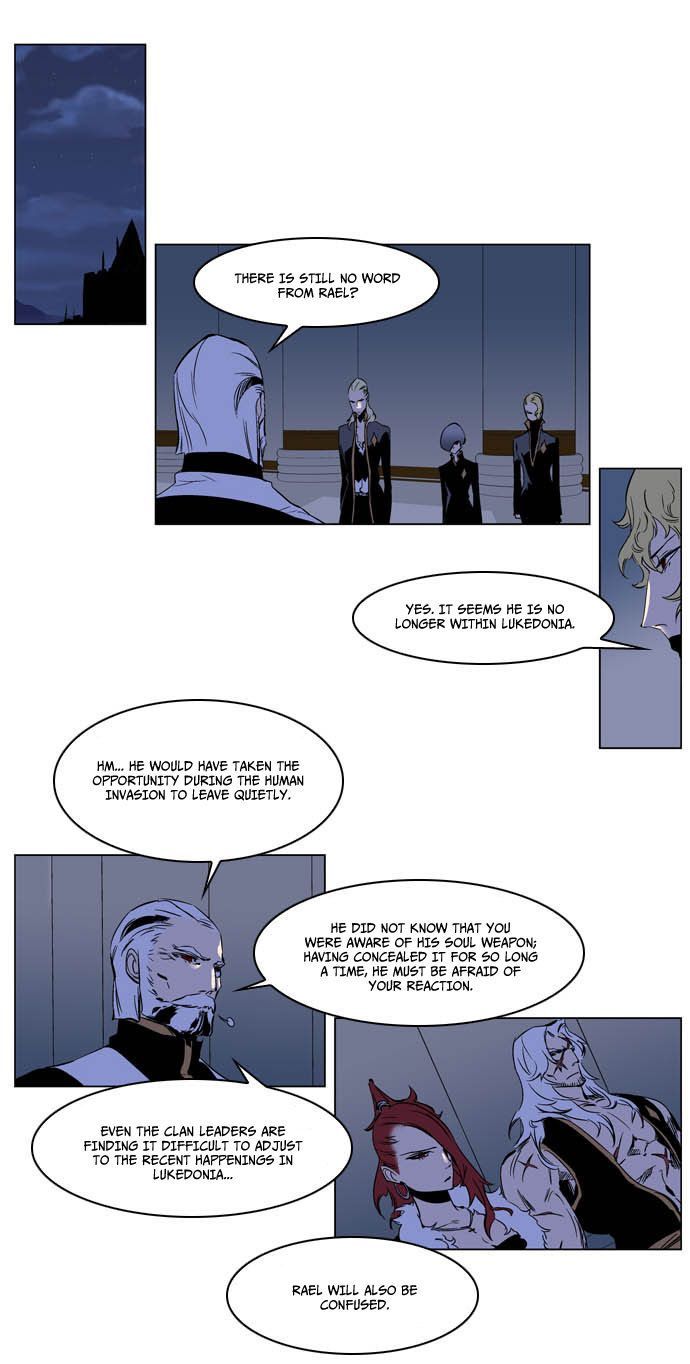 THERE IS STILL NO WORD
FROM RAEL?
YES. IT SEEMS HE IS NO
LONGER WITHIN LUKEDONIA.
HM... HE WOULD HAVE TAKEN THE
OPPORTUNITY DURING THE HUMAN
INVASION TO LEAVE QUIETLY.
HE DID NOT KNOW THAT YOU
WERE AWARE OF HIS SOUL WEAPON;
HAVING CONCEALED IT FOR SO LONG
A TIME, HE MUST BE AFRAID OF
YOUR REACTION.
EVEN THE CLAN LEADERS ARE
FINDING IT DIFFICULT TO ADJUST
TO THE RECENT HAPPENINGS IN
LUKEDONIA...
RAEL WILL ALSO BE
CONFUSED.